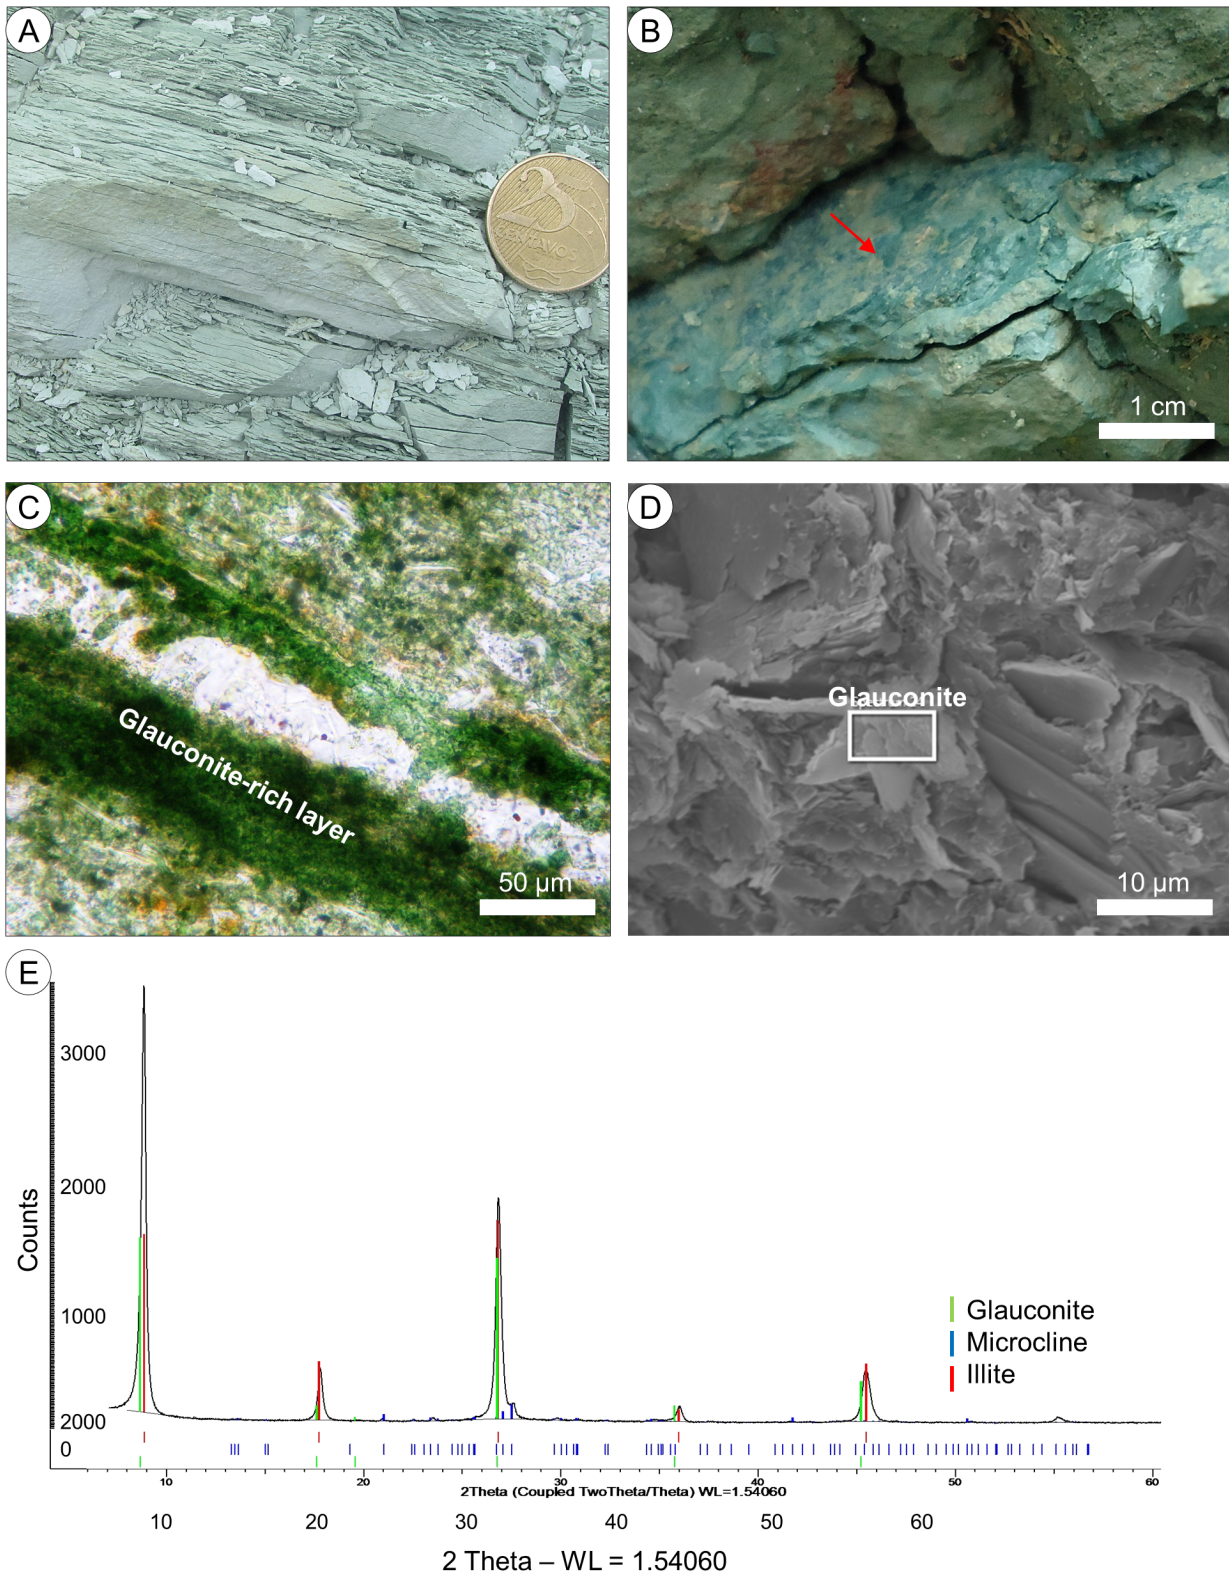 A
25
CENTAVOS
B
1 cm
C
Glauconite-rich layer
50 µm
D
Glauconite
10 µm
E
Counts
3000
2000
1000
2000
0
Glauconite
Microcline
Illite
10 20 30 40 50 60
2Theta (Coupled TwoTheta/Theta) WL=1.54060
10 20 30 40 50 60
2 Theta – WL = 1.54060